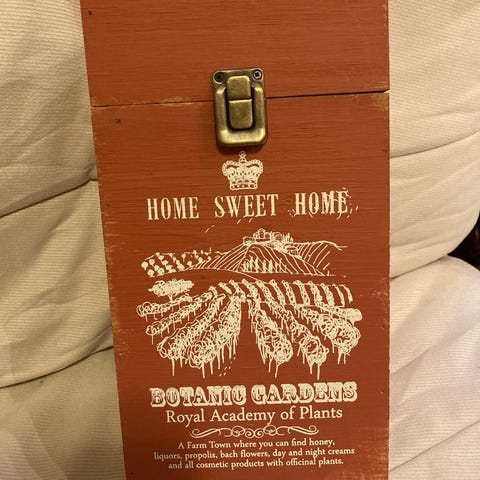 HOME SWEET HOME
BOTANIC GARDENS
Royal Academy of Plants
A Farm Town where you can find honey,
liquors, propolis, bach flowers, day and night creams
and all cosmetic products with officinal plants.